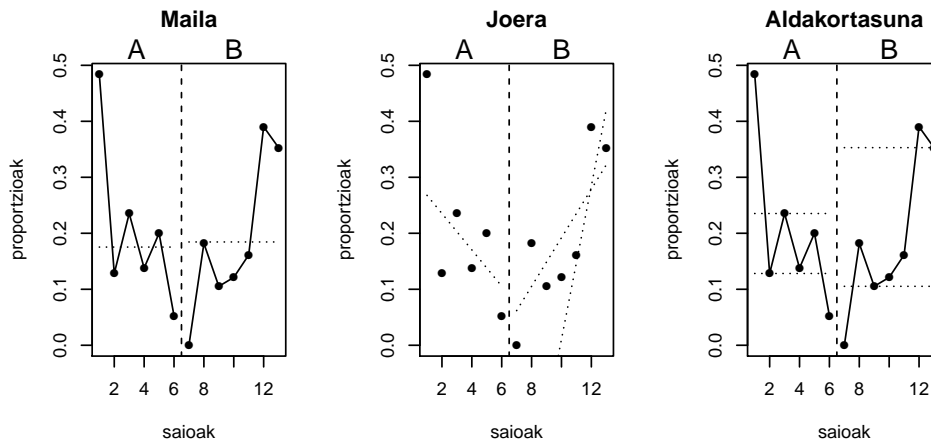 Maila
A B
0.0 0.1 0.2 0.3 0.4 0.5
proportzioak
2 4 6 8 12
saioak
Joera
A B
0.0 0.1 0.2 0.3 0.4 0.5
proportzioak
2 4 6 8 12
saioak
Aldakortasuna
A B
0.0 0.1 0.2 0.3 0.4 0.5
proportzioak
2 4 6 8 12
saioak